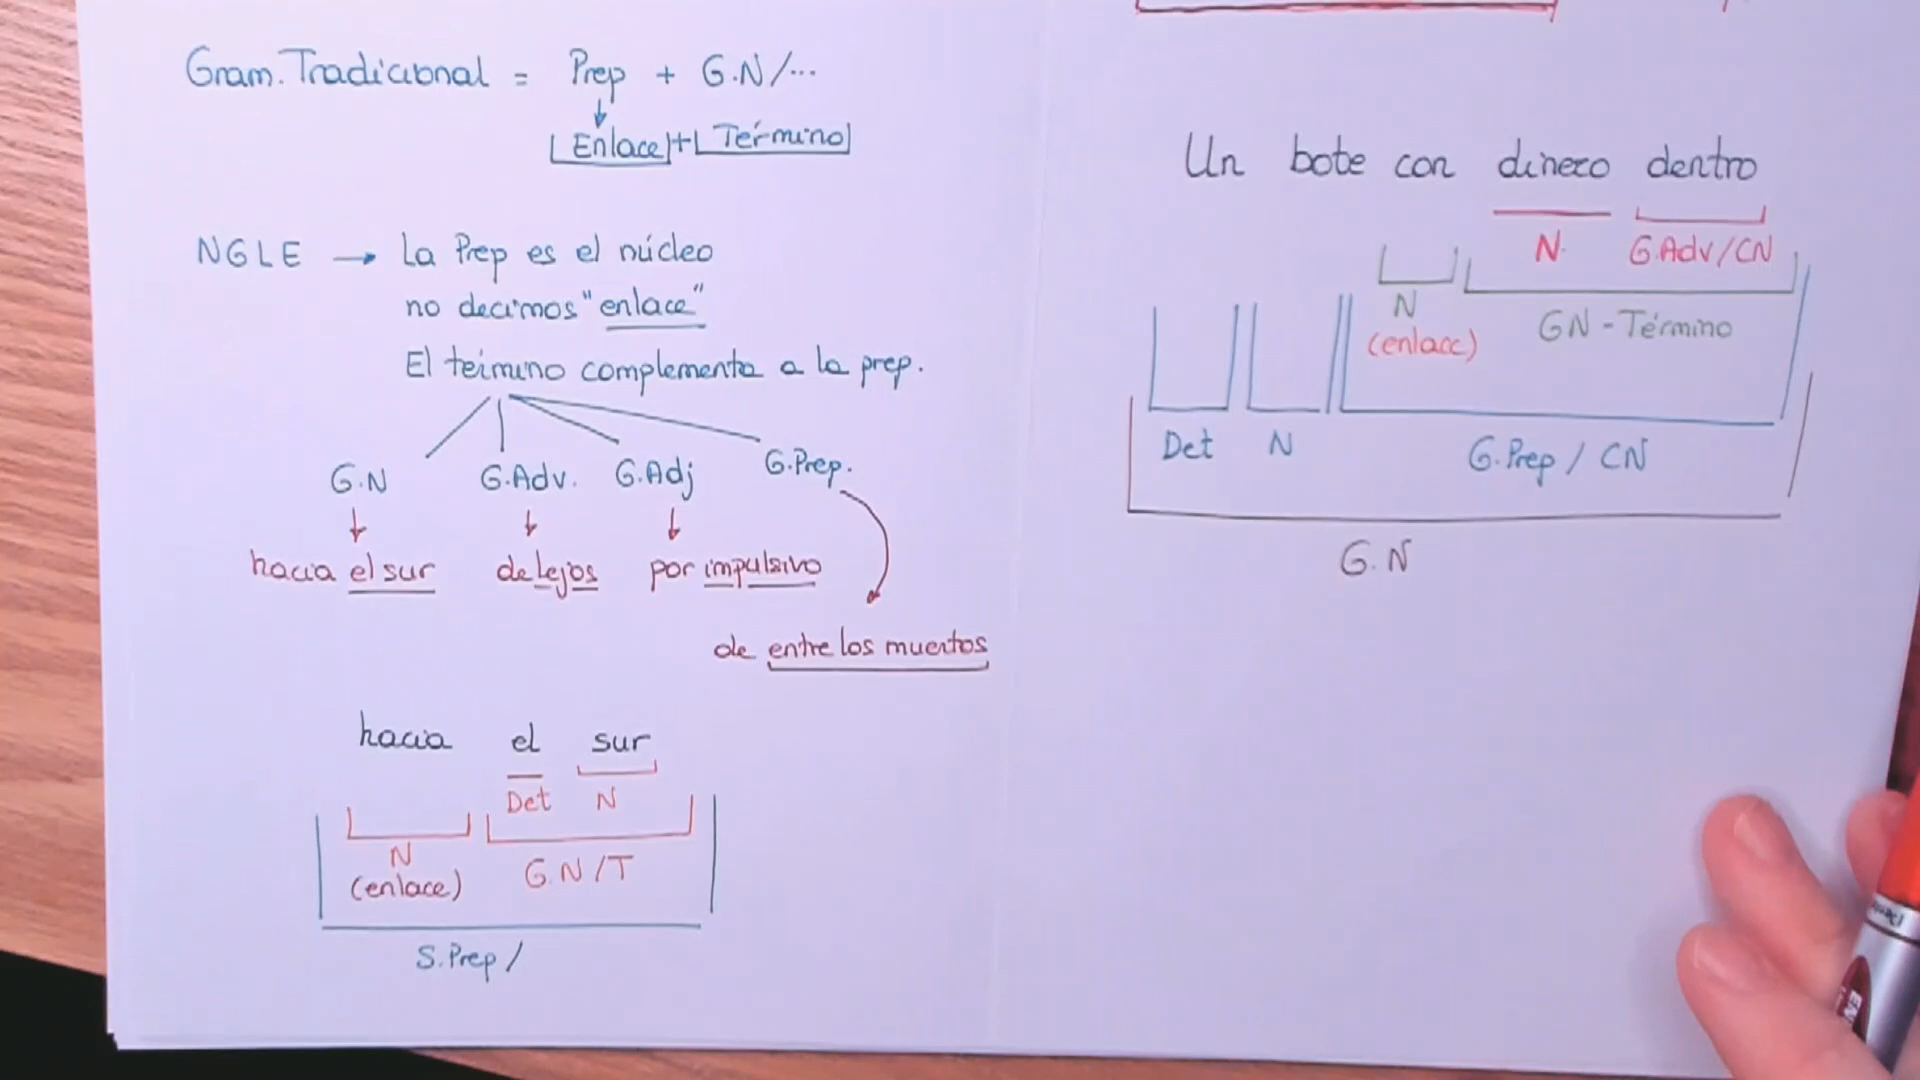 Gram. Tradicional = Prep + G.N/...
Enlace + Término
NGLE → La Prep es el núcleo
no decimos "enlace"
El término complementa a la prep.
G.N G.Adv. G.Adj G.Prep.
hacia el sur de lejos por impulsivo
de entre los muertos
hacia el sur
Det N
N G.N/T
(enlace)
S.Prep /
Un bote con dinero dentro
N. G.Adv/CN
N GN-Término
(enlace)
Det N G.Prep / CN
G.N